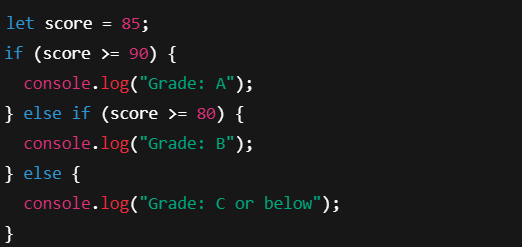 let score = 85;
if (score >= 90) {
  console.log("Grade: A");
} else if (score >= 80) {
  console.log("Grade: B");
} else {
  console.log("Grade: C or below");
}